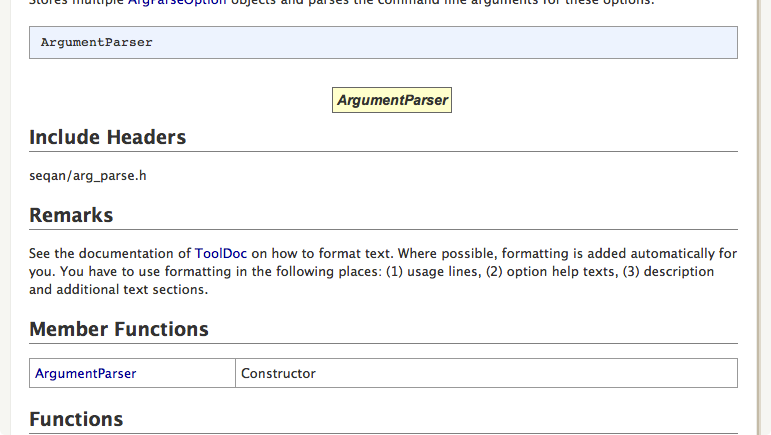 Stores multiple ArgParseOption objects and parses the command line arguments for these options.
ArgumentParser
ArgumentParser
Include Headers
seqan/arg_parse.h
Remarks
See the documentation of ToolDoc on how to format text. Where possible, formatting is added automatically for
you. You have to use formatting in the following places: (1) usage lines, (2) option help texts, (3) description
and additional text sections.
Member Functions
ArgumentParser Constructor
Functions